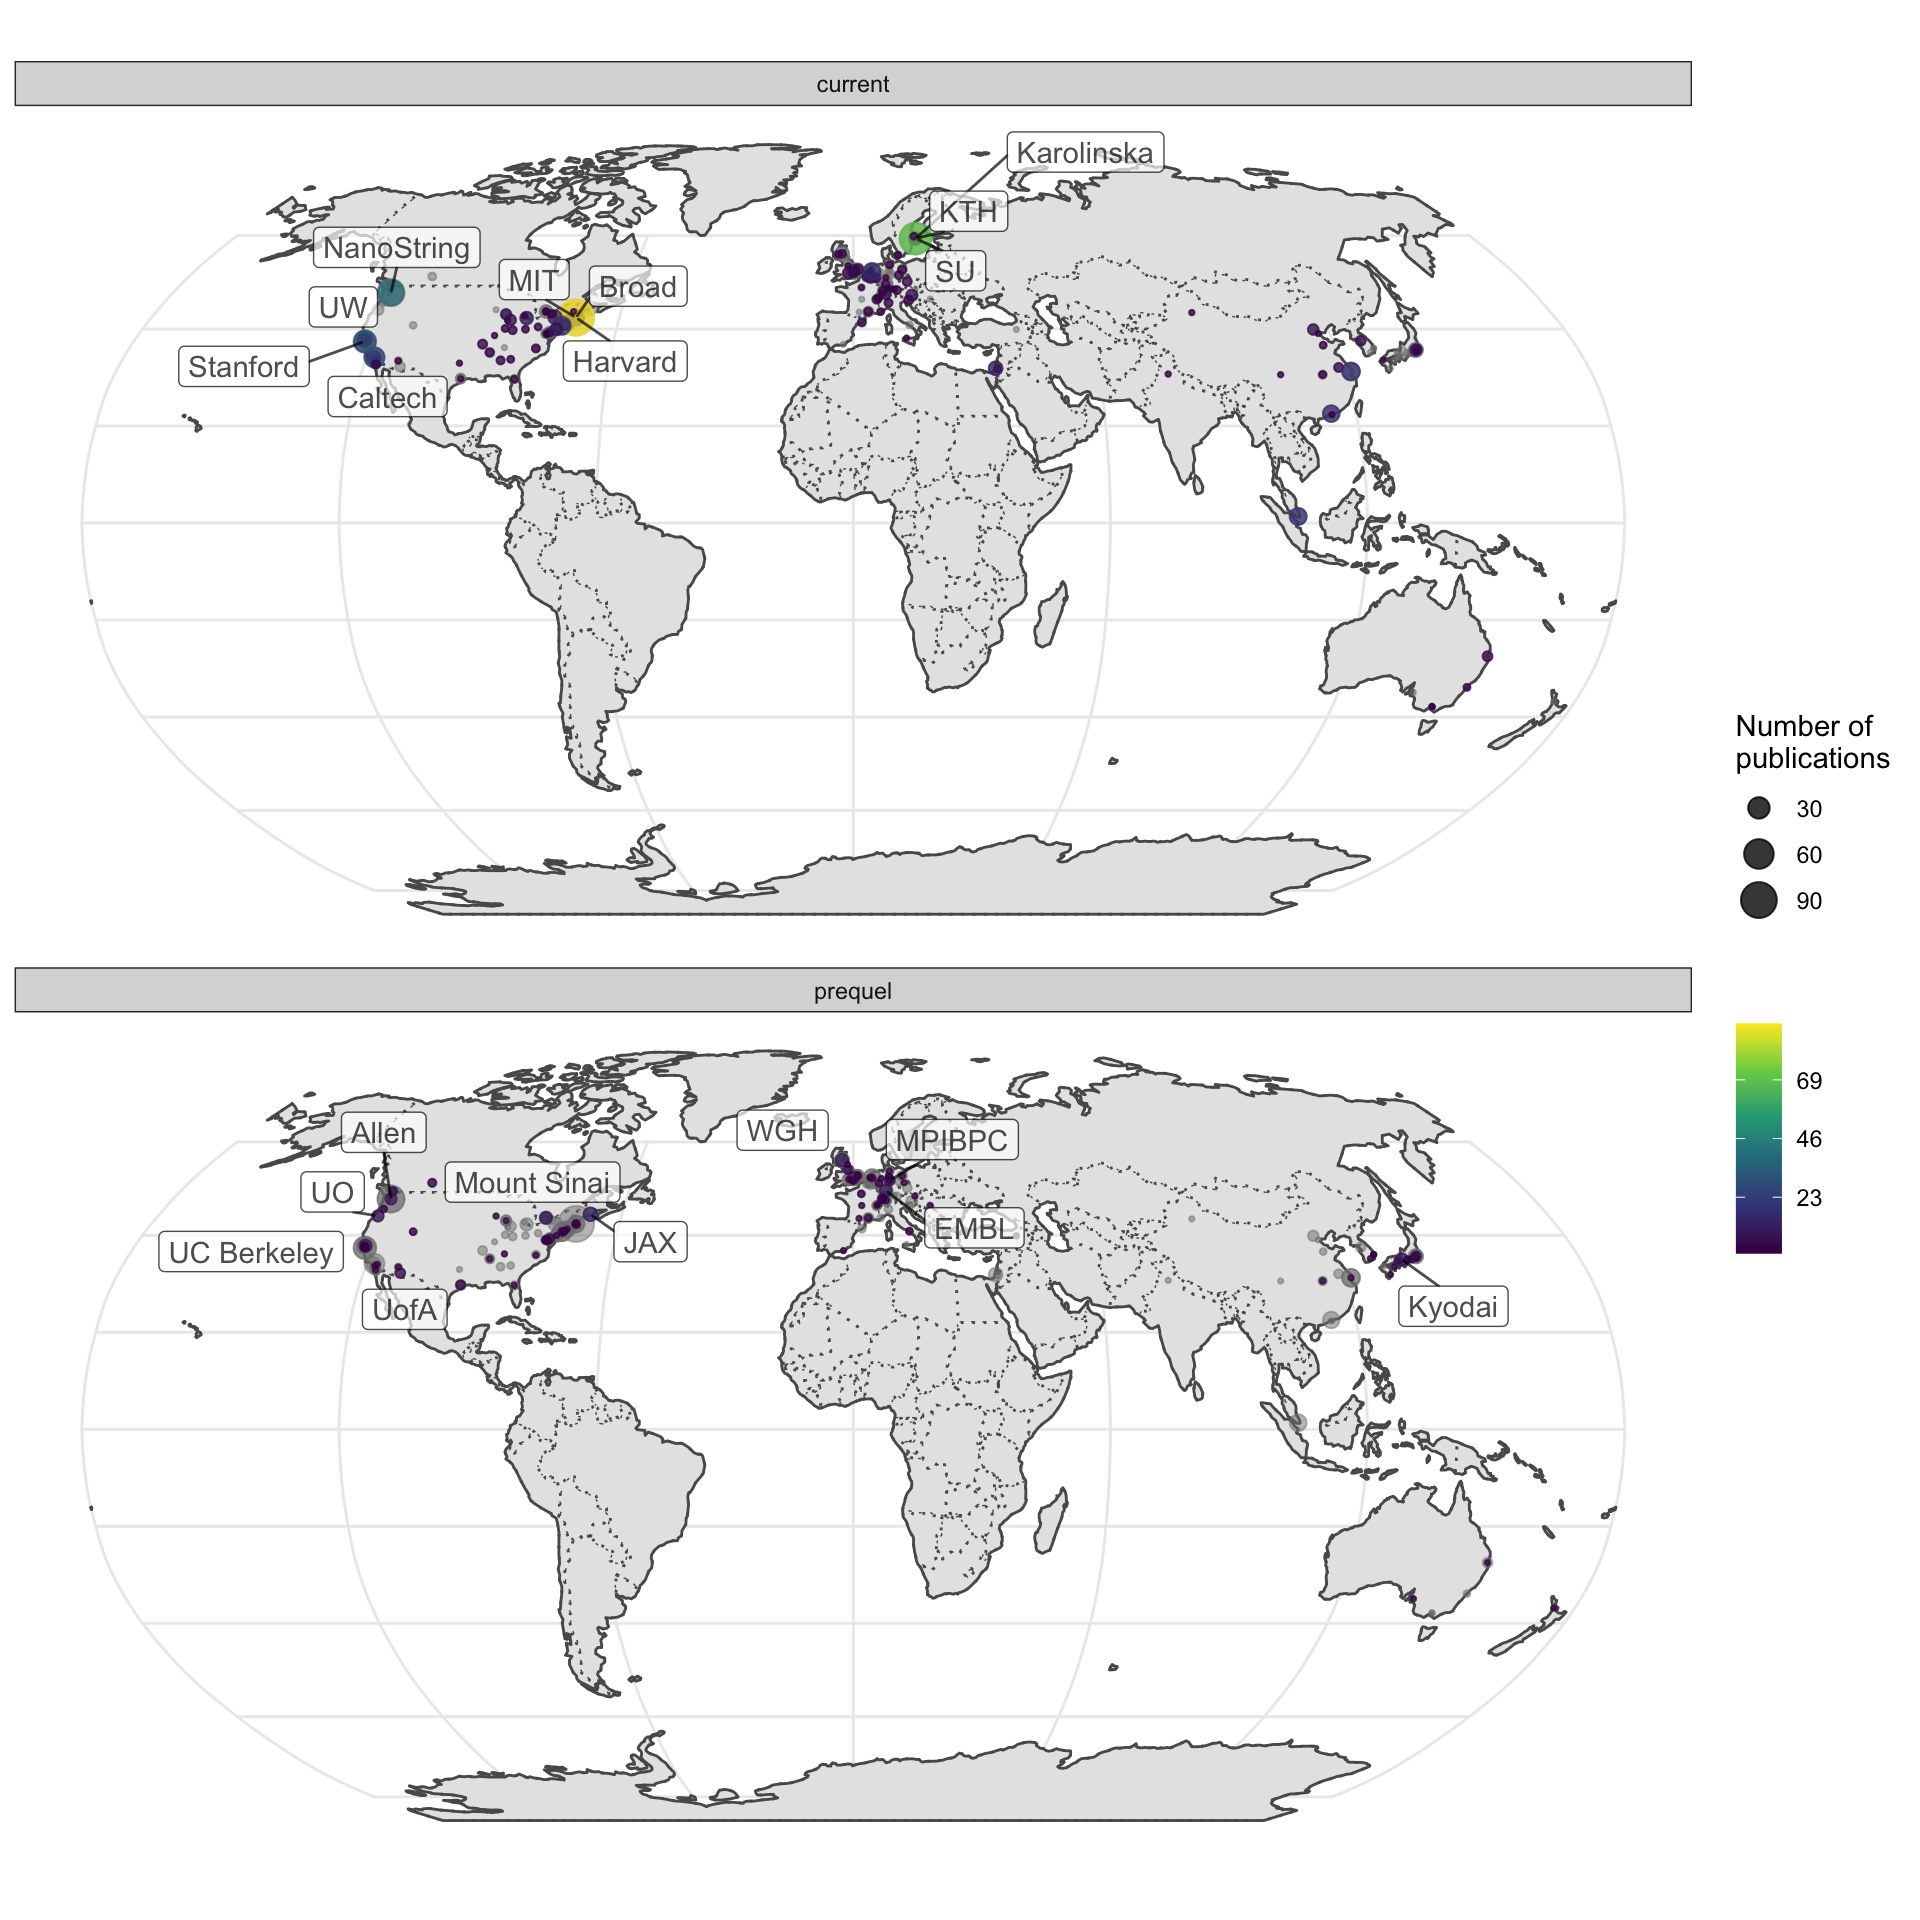 current
Karolinska
KTH
NanoString
SU
MIT
Broad
UW
Stanford
Harvard
Caltech
Number of
publications
30
60
90
prequel
69
46
23
WGH
Allen
MPIBPC
Mount Sinai
UO
EMBL
JAX
UC Berkeley
UofA
Kyodai